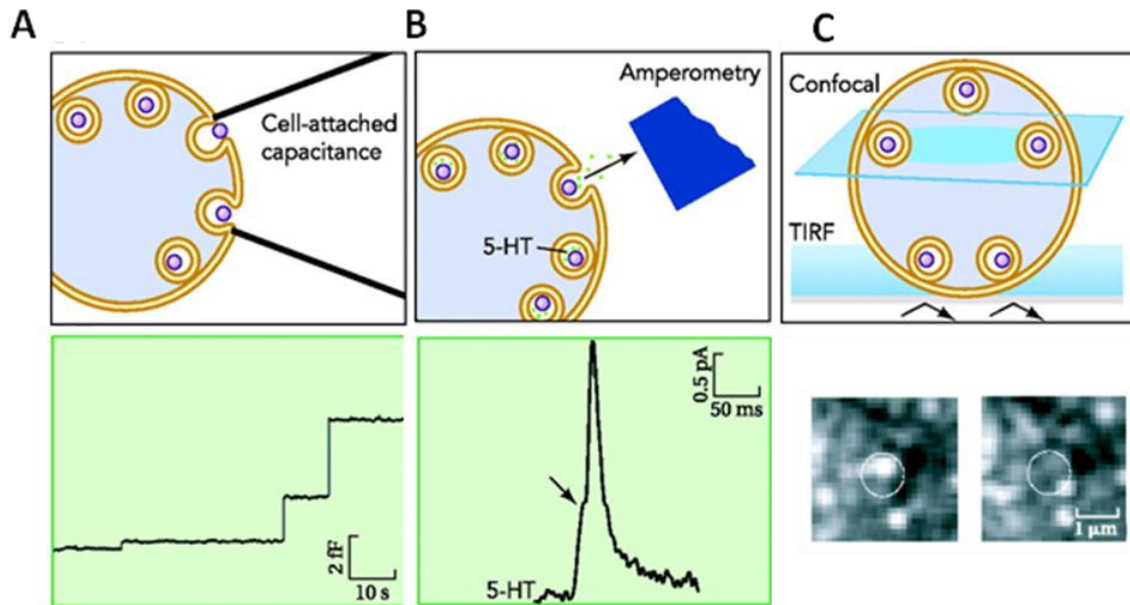 A
B
C
Cell-attached
capacitance
Amperometry
5-HT
Confocal
TIRF
2 fF
10 s
0.5 pA
50 ms
5-HT
1 µm